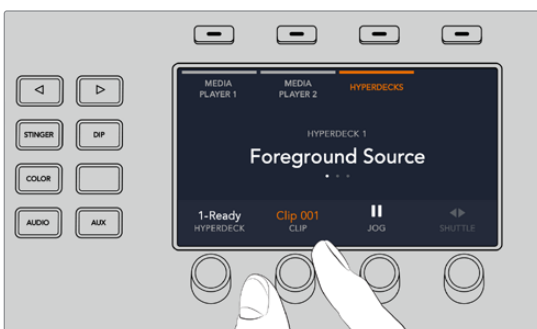 MEDIA PLAYER 1
MEDIA PLAYER 2
HYPERDECKS
HYPERDECK 1
Foreground Source
1-Ready
HYPERDECK
Clip 001
CLIP
JOG
SHUTTLE
STINGER
DIP
COLOR
AUDIO
AUX